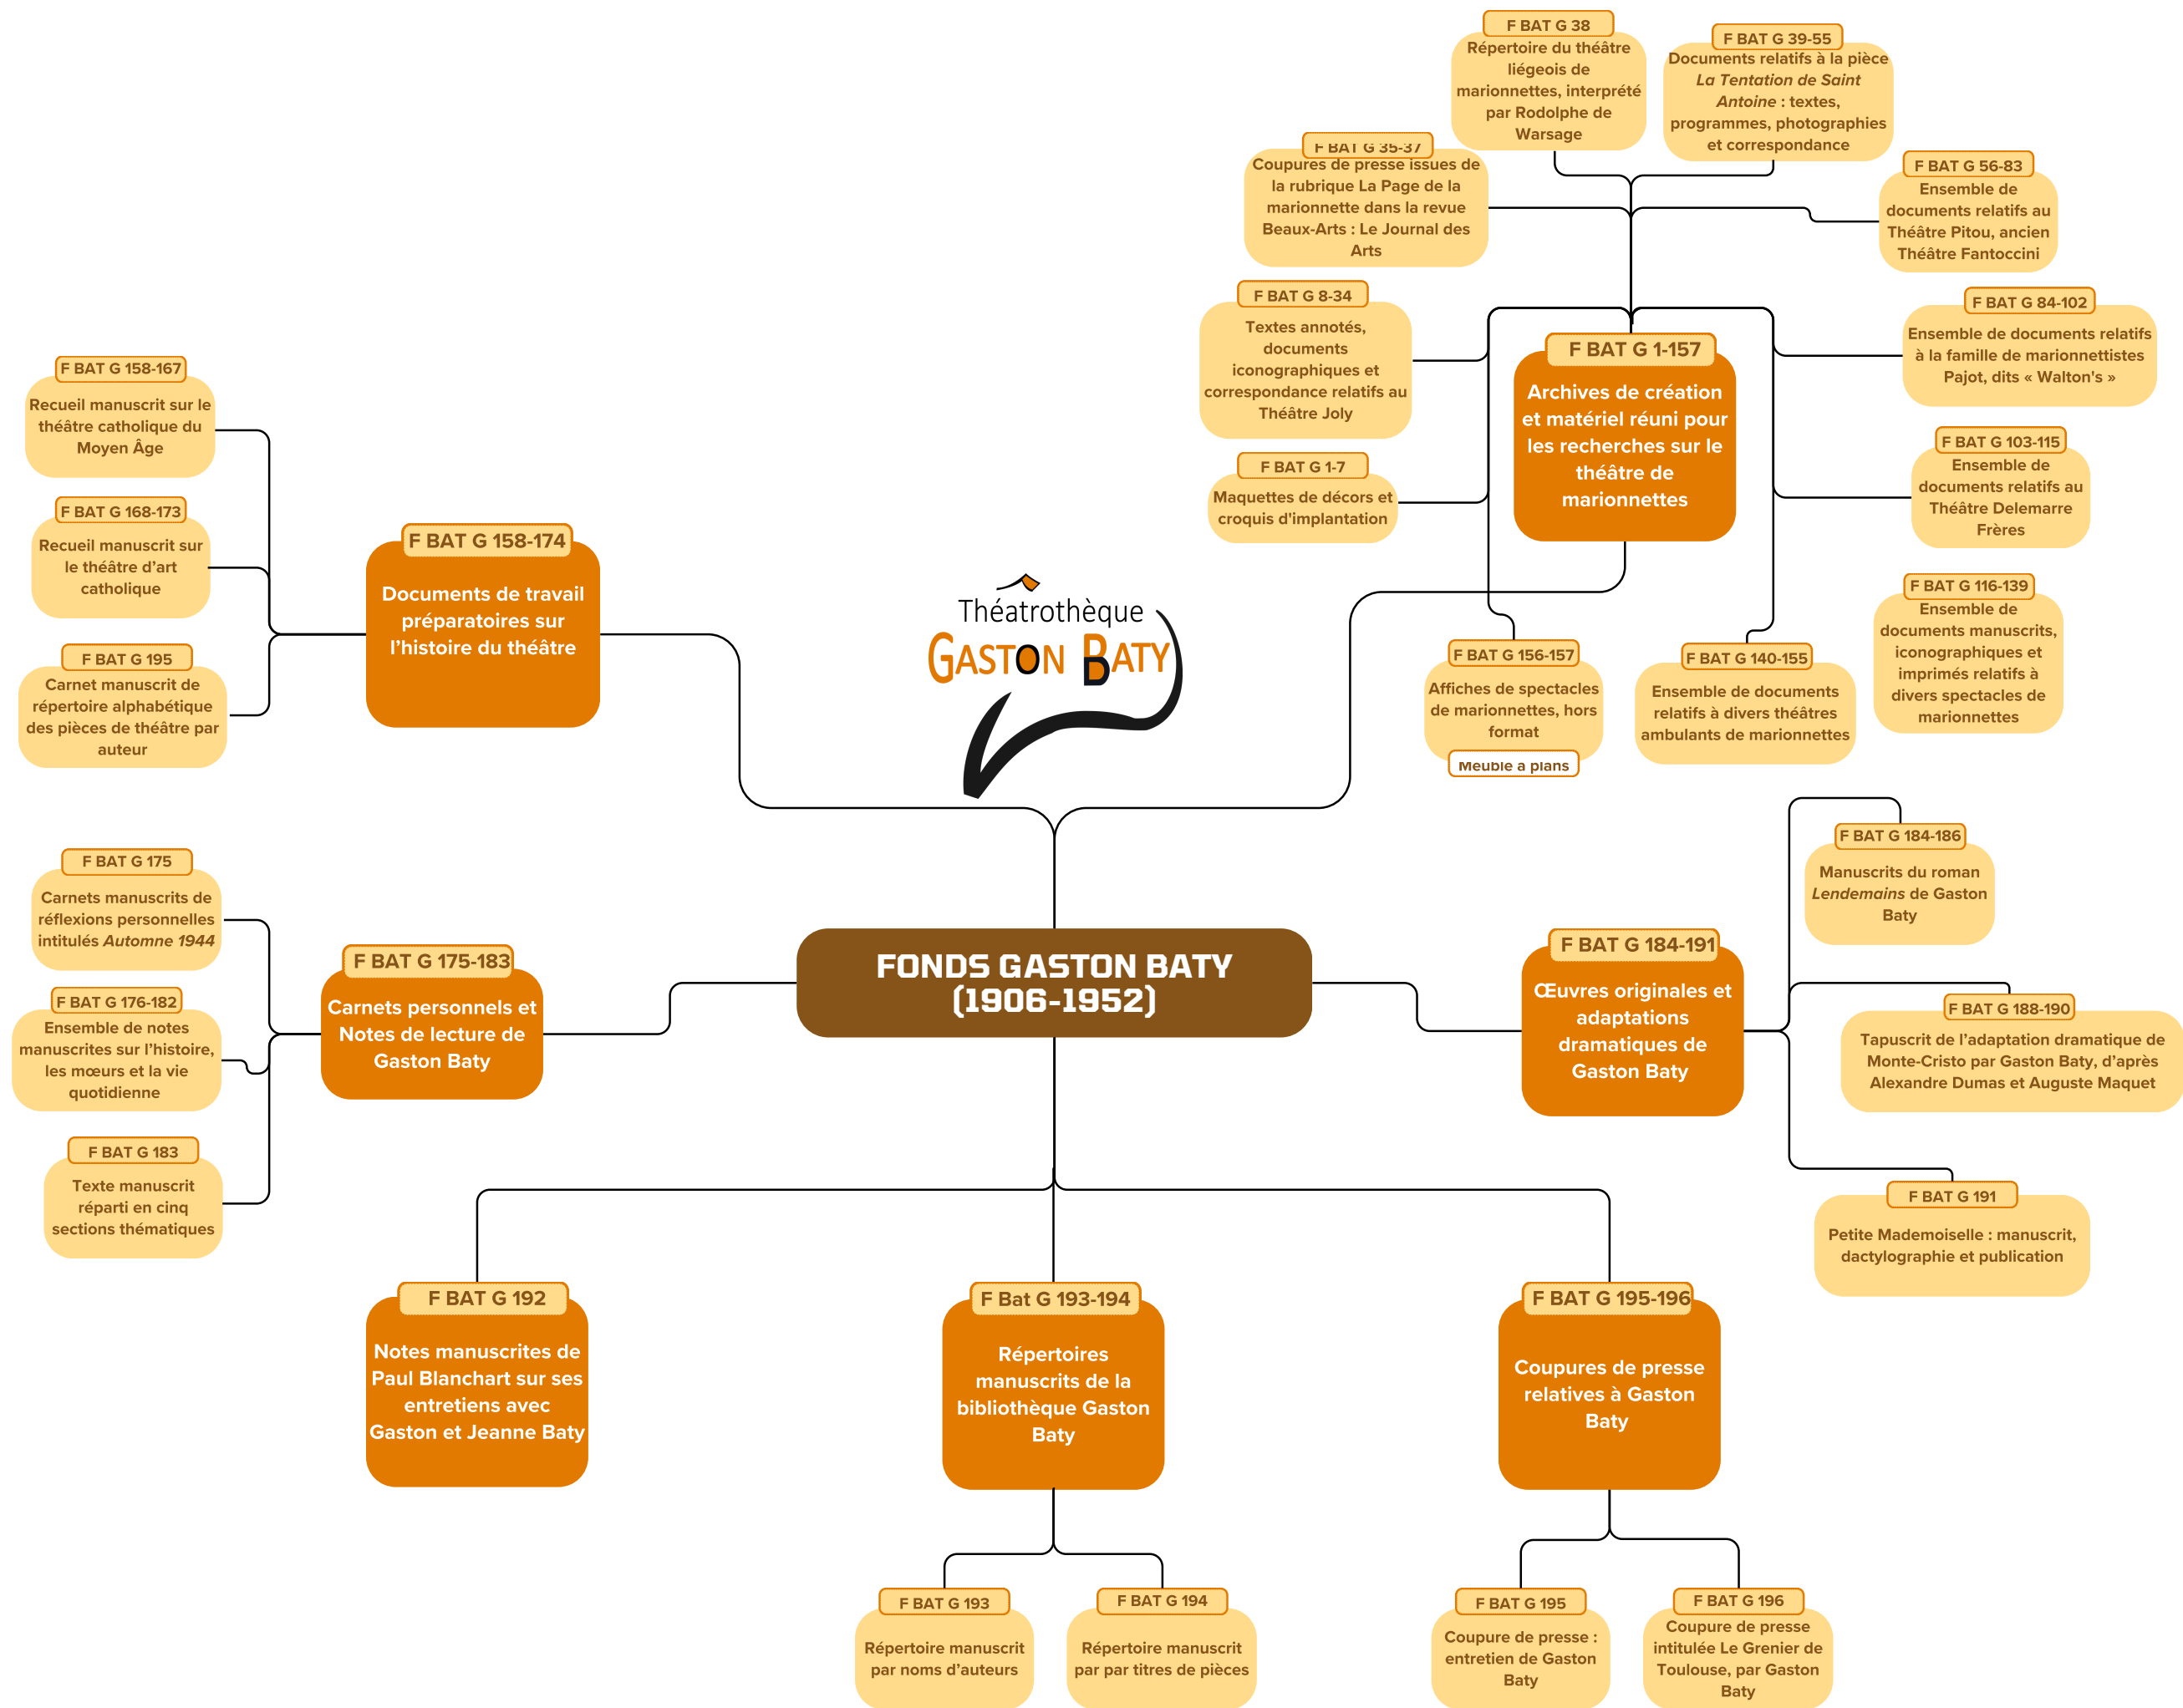 F BAT G 38
Répertoire du théâtre
liégeois de
marionnettes, interprété
par Rodolphe de
Warsage
F BAT G 39-55
Documents relatifs à la pièce
La Tentation de Saint
Antoine : textes,
programmes, photographies
et correspondance
F BAT G 35-37
Coupures de presse issues de
la rubrique La Page de la
marionnette dans la revue
Beaux-Arts : Le Journal des
Arts
F BAT G 56-83
Ensemble de
documents relatifs au
Théâtre Pitou, ancien
Théâtre Fantoccini
F BAT G 8-34
Textes annotés,
documents
iconographiques et
correspondance relatifs au
Théâtre Joly
F BAT G 84-102
Ensemble de documents relatifs
à la famille de marionnettistes
Pajot, dits « Walton's »
F BAT G 1-157
Archives de création
et matériel réuni pour
les recherches sur le
théâtre de
marionnettes
F BAT G 1-7
Maquettes de décors et
croquis d'implantation
F BAT G 103-115
Ensemble de
documents relatifs au
Théâtre Delemarre
Frères
F BAT G 116-139
Ensemble de
documents manuscrits,
iconographiques et
imprimés relatifs à
divers spectacles de
marionnettes
F BAT G 156-157
Affiches de spectacles
de marionnettes, hors
format
Meuble a plans
F BAT G 140-155
Ensemble de documents
relatifs à divers théâtres
ambulants de marionnettes
F BAT G 158-167
Recueil manuscrit sur le
théâtre catholique du
Moyen Âge
F BAT G 168-173
Recueil manuscrit sur
le théâtre d'art
catholique
F BAT G 195
Carnet manuscrit de
répertoire alphabétique
des pièces de théâtre par
auteur
F BAT G 158-174
Documents de travail
préparatoires sur
l'histoire du théâtre
Théatrothèque
GASTON BATY
F BAT G 175
Carnets manuscrits de
réflexions personnelles
intitulés Automne 1944
F BAT G 176-182
Ensemble de notes
manuscrites sur l'histoire,
les mœurs et la vie
quotidienne
F BAT G 183
Texte manuscrit
réparti en cinq
sections thématiques
F BAT G 175-183
Carnets personnels et
Notes de lecture de
Gaston Baty
FONDS GASTON BATY
(1906-1952)
F BAT G 184-191
Œuvres originales et
adaptations
dramatiques de
Gaston Baty
F BAT G 184-186
Manuscrits du roman
Lendemains de Gaston
Baty
F BAT G 188-190
Tapuscrit de l'adaptation dramatique de
Monte-Cristo par Gaston Baty, d'après
Alexandre Dumas et Auguste Maquet
F BAT G 191
Petite Mademoiselle : manuscrit,
dactylographie et publication
F BAT G 192
Notes manuscrites de
Paul Blanchart sur ses
entretiens avec
Gaston et Jeanne Baty
F Bat G 193-194
Répertoires
manuscrits de la
bibliothèque Gaston
Baty
F BAT G 195-196
Coupures de presse
relatives à Gaston
Baty
F BAT G 193
Répertoire manuscrit
par noms d'auteurs
F BAT G 194
Répertoire manuscrit
par par titres de pièces
F BAT G 195
Coupure de presse :
entretien de Gaston
Baty
F BAT G 196
Coupure de presse
intitulée Le Grenier de
Toulouse, par Gaston
Baty